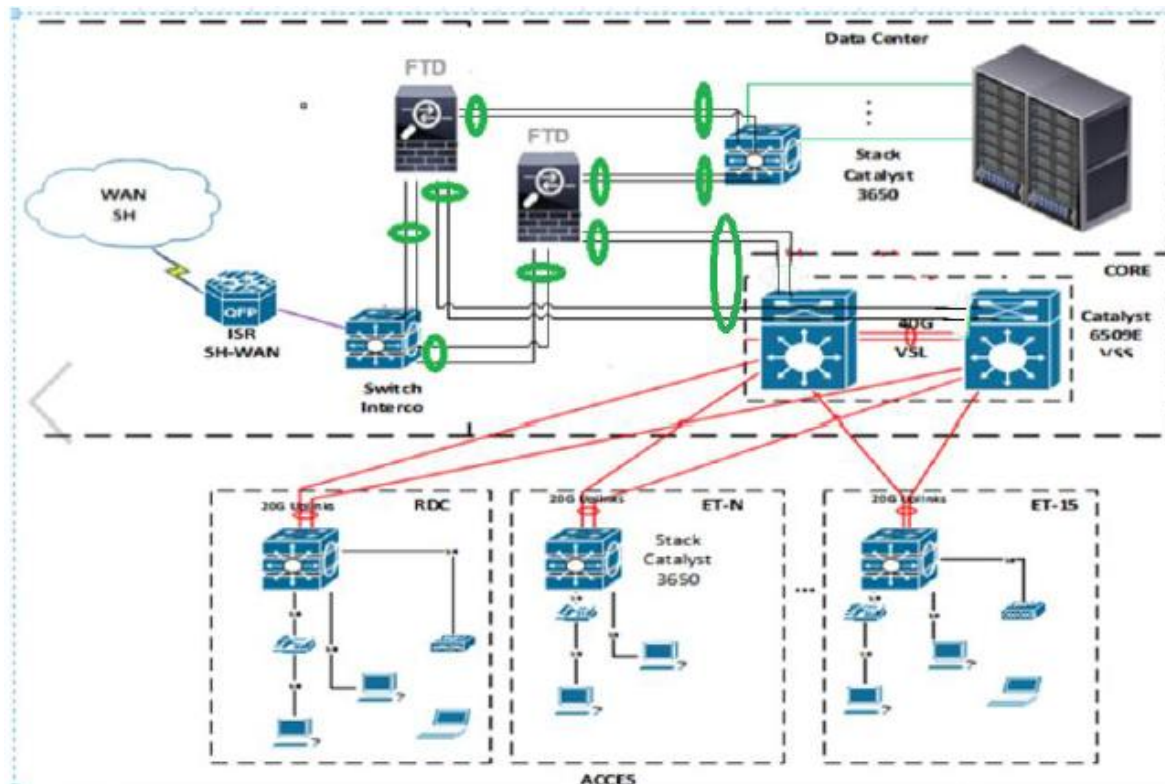 Data Center
FTD
FTD
Stack
Catalyst
3650
WAN
SH
CORE
QFP
ISR
SH-WAN
40G
VSL
Catalyst
6509E
VSS
Switch
Interco
20G Uplinks
RDC
20G Uplinks
ET-N
20G Uplinks
ET-15
Stack
Catalyst
3650
...
?
?
?
?
?
?
ACCES